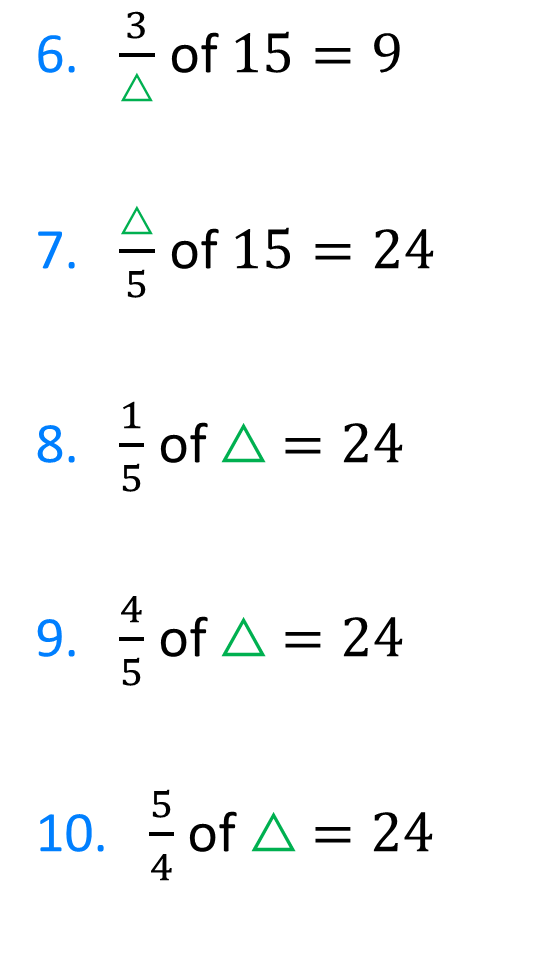 6. 3/△ of 15 = 9
7. △/5 of 15 = 24
8. 1/5 of △ = 24
9. 4/5 of △ = 24
10. 5/4 of △ = 24